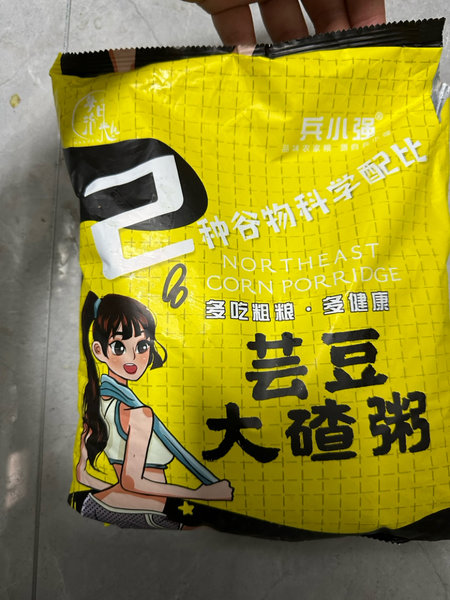 兵小强®
2种谷物科学配比
NORTHEAST
CORN PORRIDGE
多吃粗粮·多健康
芸豆
大碴粥